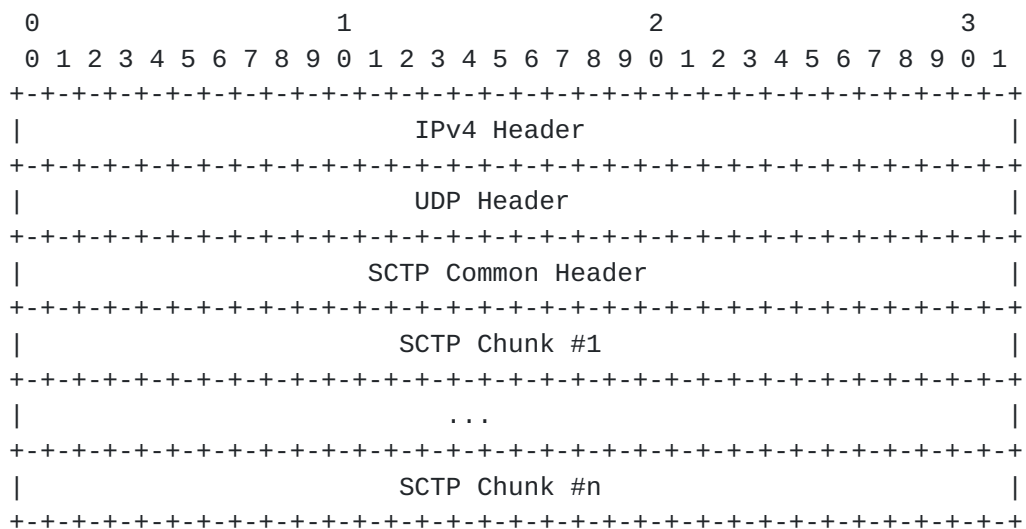 0                   1                   2                   3
 0 1 2 3 4 5 6 7 8 9 0 1 2 3 4 5 6 7 8 9 0 1 2 3 4 5 6 7 8 9 0 1
+-+-+-+-+-+-+-+-+-+-+-+-+-+-+-+-+-+-+-+-+-+-+-+-+-+-+-+-+-+-+-+-+
|                         IPv4 Header                           |
+-+-+-+-+-+-+-+-+-+-+-+-+-+-+-+-+-+-+-+-+-+-+-+-+-+-+-+-+-+-+-+-+
|                         UDP Header                            |
+-+-+-+-+-+-+-+-+-+-+-+-+-+-+-+-+-+-+-+-+-+-+-+-+-+-+-+-+-+-+-+-+
|                      SCTP Common Header                       |
+-+-+-+-+-+-+-+-+-+-+-+-+-+-+-+-+-+-+-+-+-+-+-+-+-+-+-+-+-+-+-+-+
|                        SCTP Chunk #1                          |
+-+-+-+-+-+-+-+-+-+-+-+-+-+-+-+-+-+-+-+-+-+-+-+-+-+-+-+-+-+-+-+-+
|                           ...                                 |
+-+-+-+-+-+-+-+-+-+-+-+-+-+-+-+-+-+-+-+-+-+-+-+-+-+-+-+-+-+-+-+-+
|                        SCTP Chunk #n                          |
+-+-+-+-+-+-+-+-+-+-+-+-+-+-+-+-+-+-+-+-+-+-+-+-+-+-+-+-+-+-+-+-+